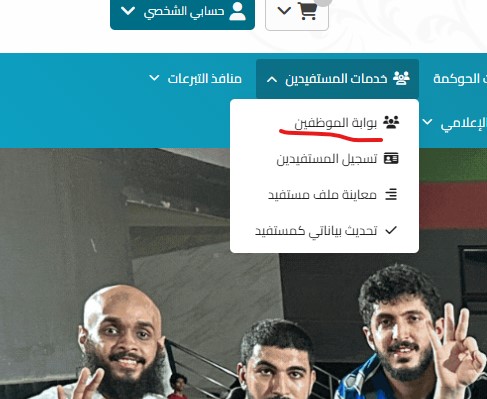 حسابي الشخصي
ت الحوكمة
خدمات المستفيدين
منافذ التبرعات
الإعلامي
بوابة الموظفين
تسجيل المستفيدين
معاينة ملف مستفيد
تحديث بياناتي كمستفيد